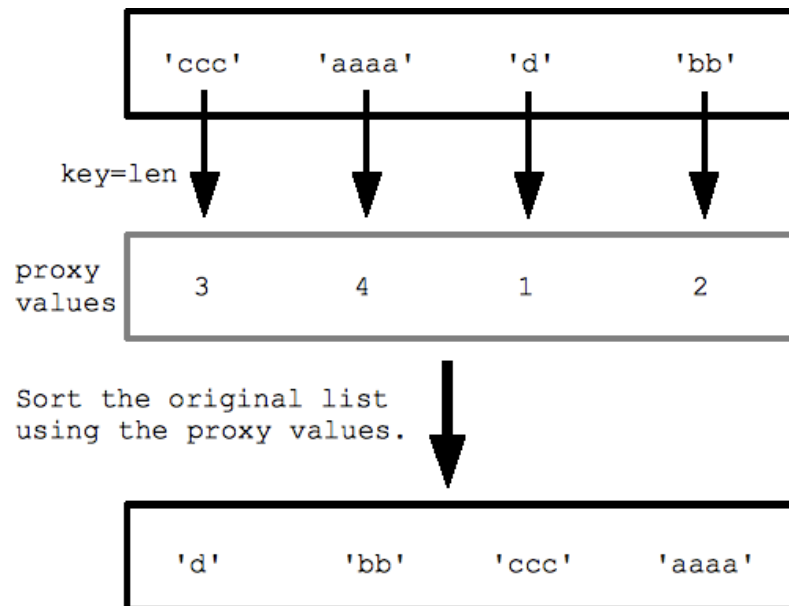 'ccc' 'aaaa' 'd' 'bb'
key=len
proxy
values
3 4 1 2
Sort the original list
using the proxy values.
'd' 'bb' 'ccc' 'aaaa'